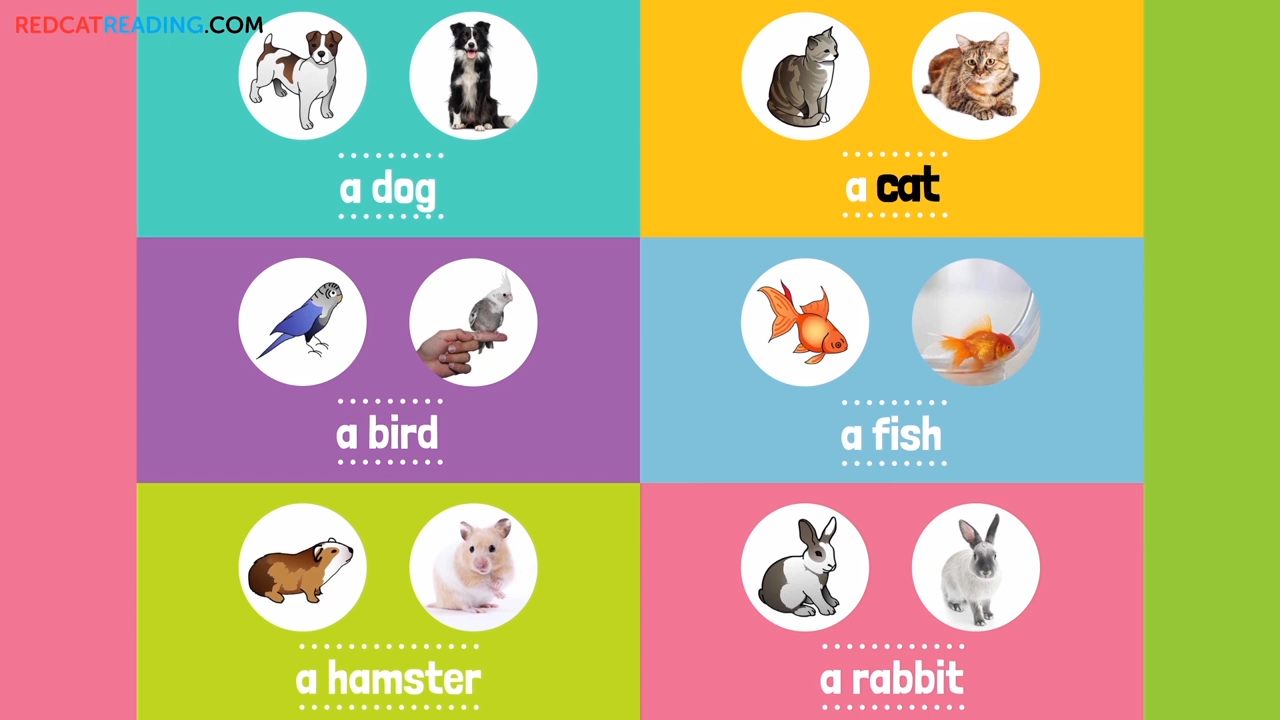 REDCATREADING.COM
a dog
a cat
a bird
a fish
a hamster
a rabbit